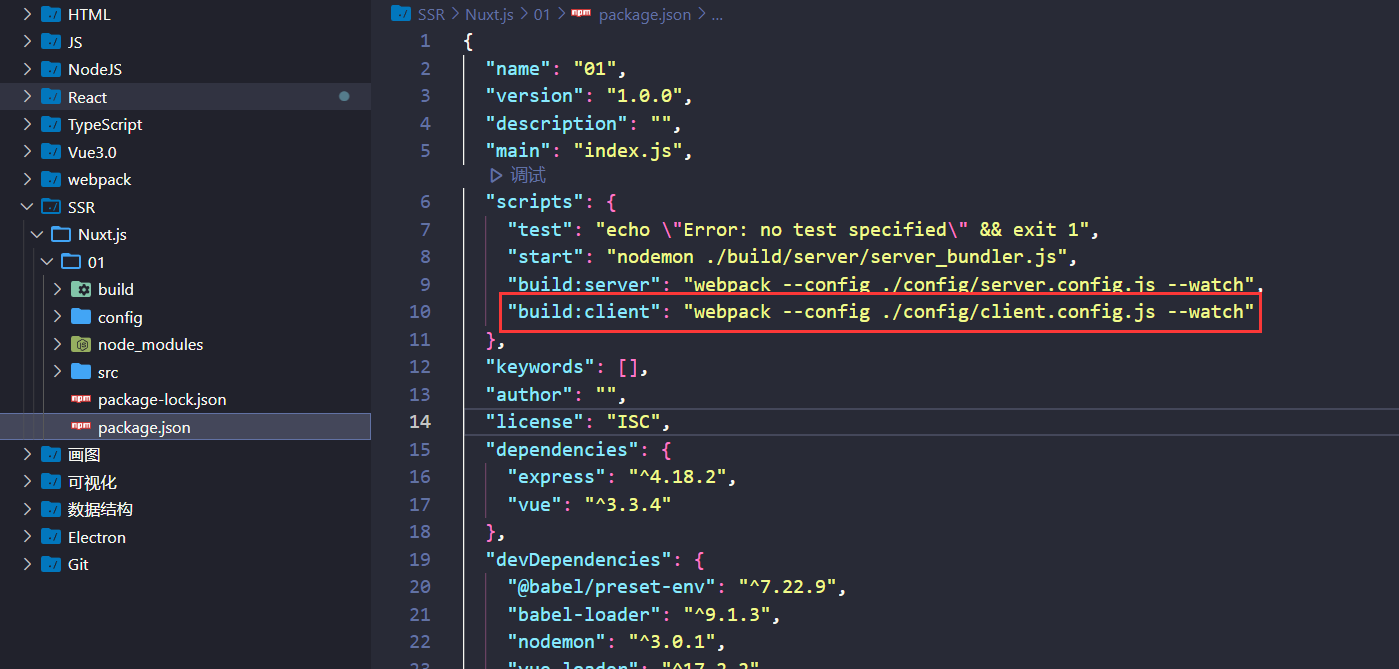 HTML
JS
NodeJS
React
TypeScript
Vue3.0
webpack
SSR
Nuxt.js
01
build
config
node_modules
src
package-lock.json
package.json
画图
可视化
数据结构
Electron
Git
SSR > Nuxt.js > 01 > npm package.json > ...
1 {
2 "name": "01",
3 "version": "1.0.0",
4 "description": "",
5 "main": "index.js",
调试
6 "scripts": {
7 "test": "echo \"Error: no test specified\" && exit 1",
8 "start": "nodemon ./build/server/server_bundler.js",
9 "build:server": "webpack --config ./config/server.config.js --watch",
10 "build:client": "webpack --config ./config/client.config.js --watch"
11 },
12 "keywords": [],
13 "author": "",
14 "license": "ISC",
15 "dependencies": {
16 "express": "^4.18.2",
17 "vue": "^3.3.4"
18 },
19 "devDependencies": {
20 "@babel/preset-env": "^7.22.9",
21 "babel-loader": "^9.1.3",
22 "nodemon": "^3.0.1",
23 "vue-loader": "^17.2.2"